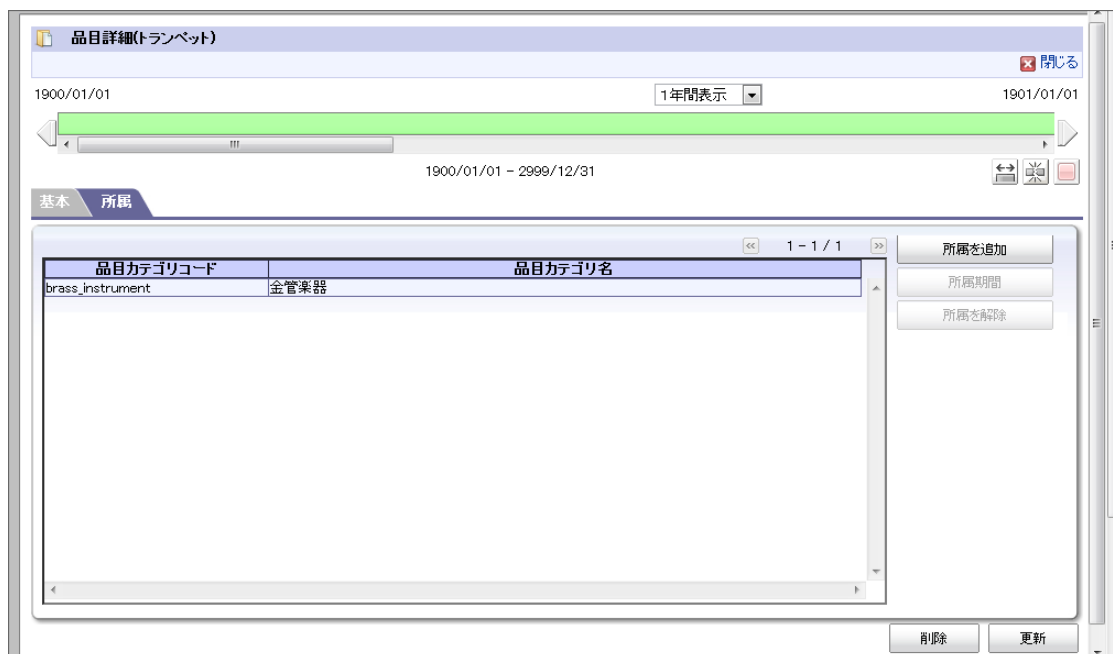 品目詳細(トランペット)
閉じる
1900/01/01 1年間表示 1901/01/01
1900/01/01 - 2999/12/31
基本 所属
1 - 1 / 1 所属を追加
品目カテゴリコード 品目カテゴリ名
brass_instrument 金管楽器
所属期間
所属を解除
削除 更新